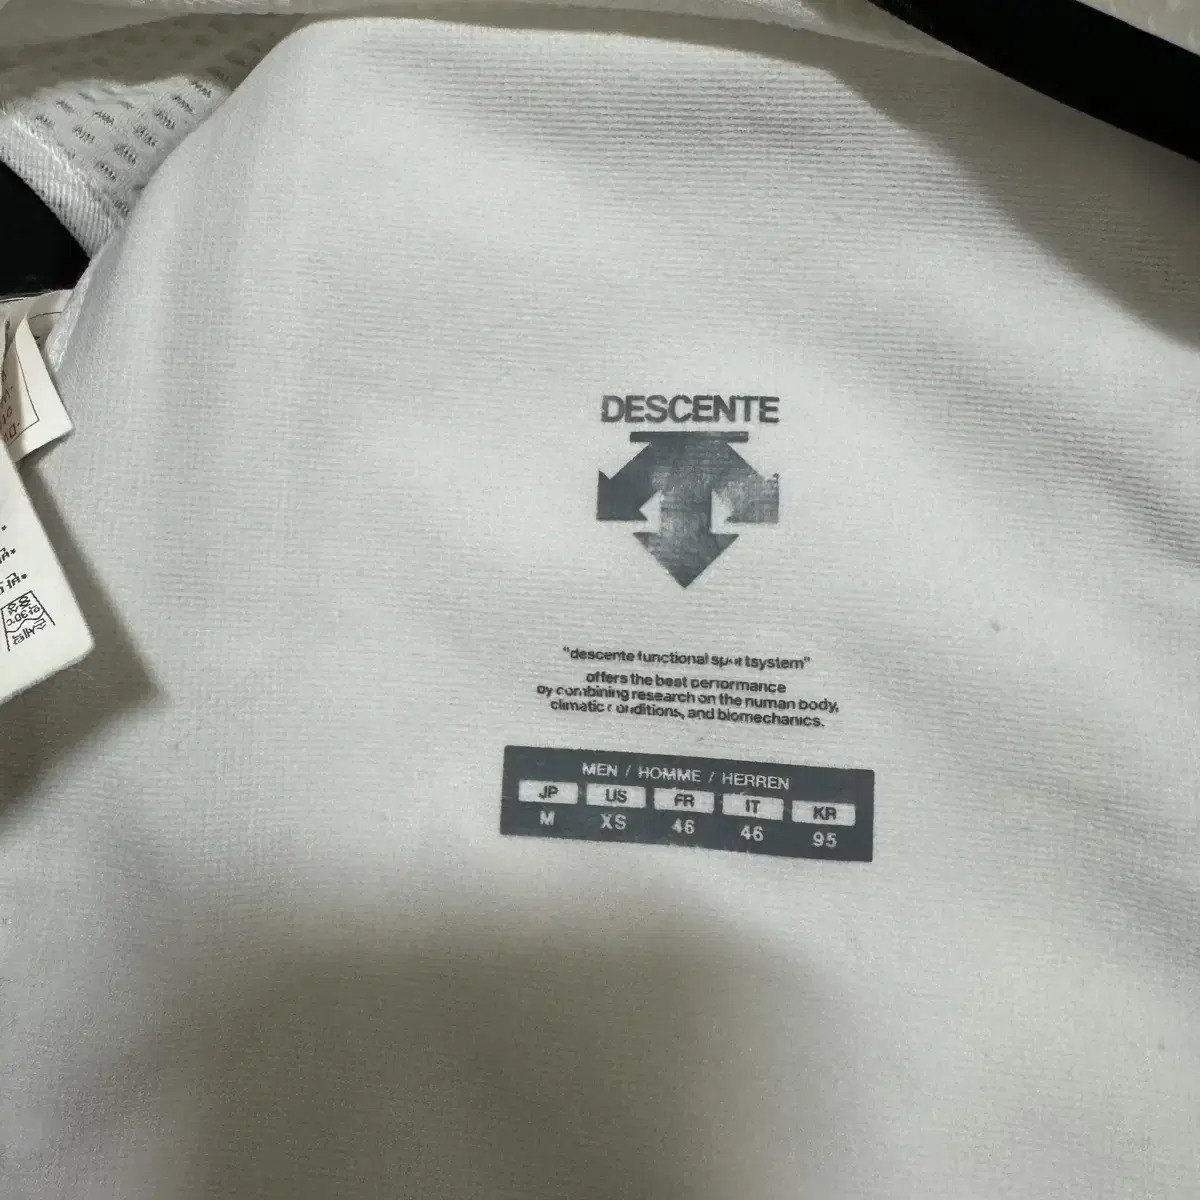 DESCENTE
"descente functional sportsystem"
offers the best performance
by combining research on the human body,
climatic conditions, and biomechanics.
MEN / HOMME / HERREN
JP US FR IT KR
M XS 46 46 95